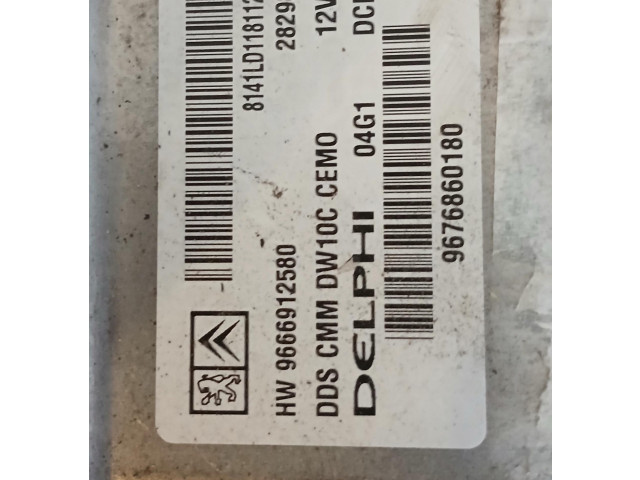 8141LD11811
2829
12V
DC
HW 9666912580
DDS CMM DW10C CEMO
DELPHI 04G1
9676860180